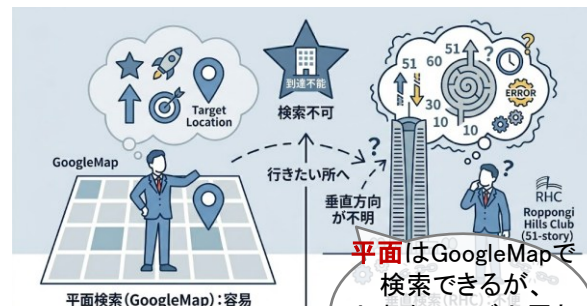 Target
Location
GoogleMap
到達不能
検索不可
行きたい所へ
垂直方向
が不明
?
51
60
51
?
?
30
10
10
10
ERROR
?
RHC
Roppongi
Hills Club
(51-story)
平面はGoogleMapで
検索できるが、
平面検索(GoogleMap):容易